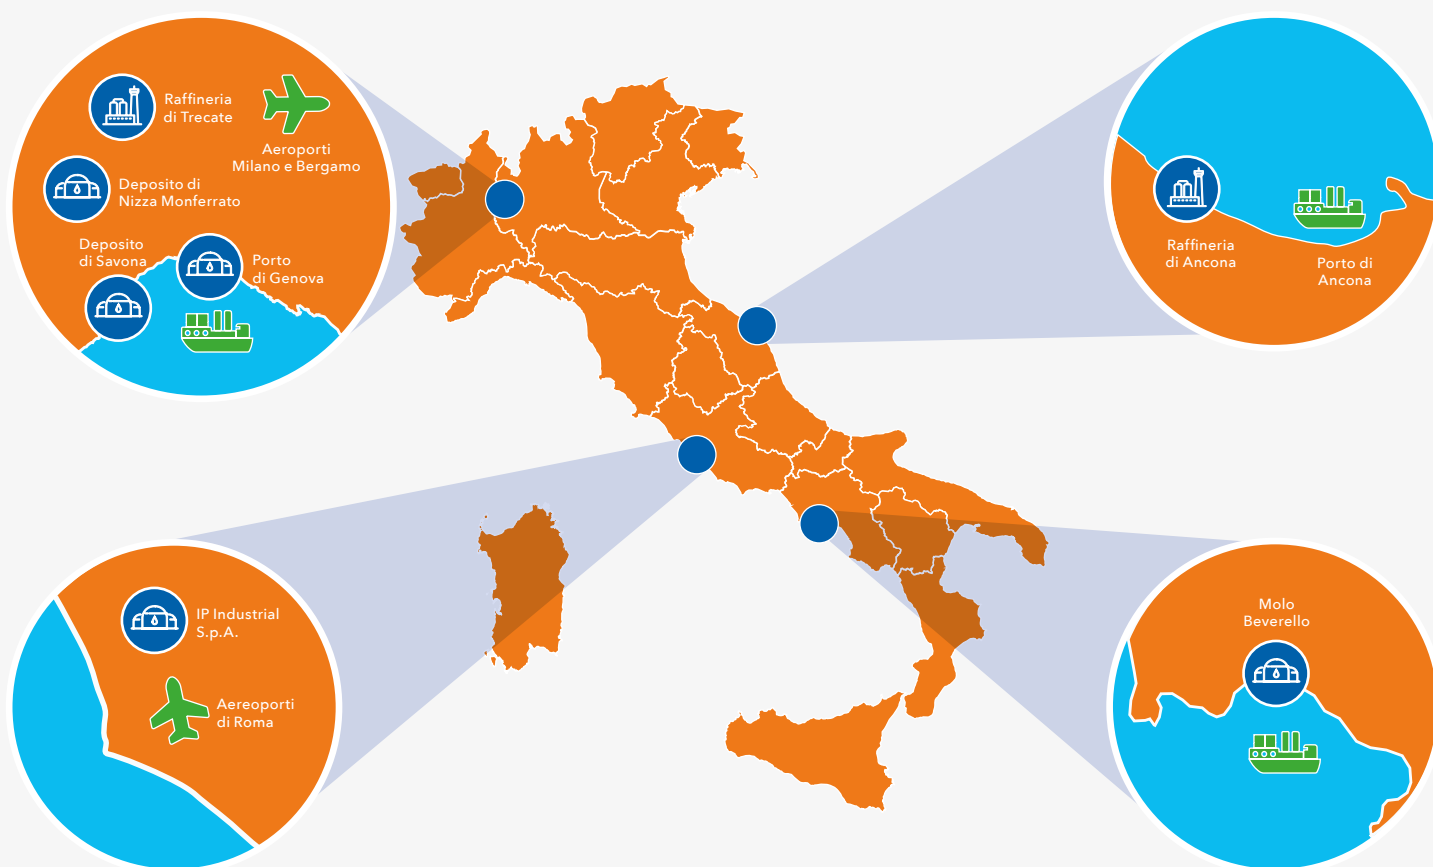 Raffineria
di Trecate
Aeroporti
Milano e Bergamo
Deposito di
Nizza Monferrato
Deposito
di Savona
Porto
di Genova
Raffineria
di Ancona
Porto di
Ancona
IP Industrial
S.p.A.
Aereoporti
di Roma
Molo
Beverello